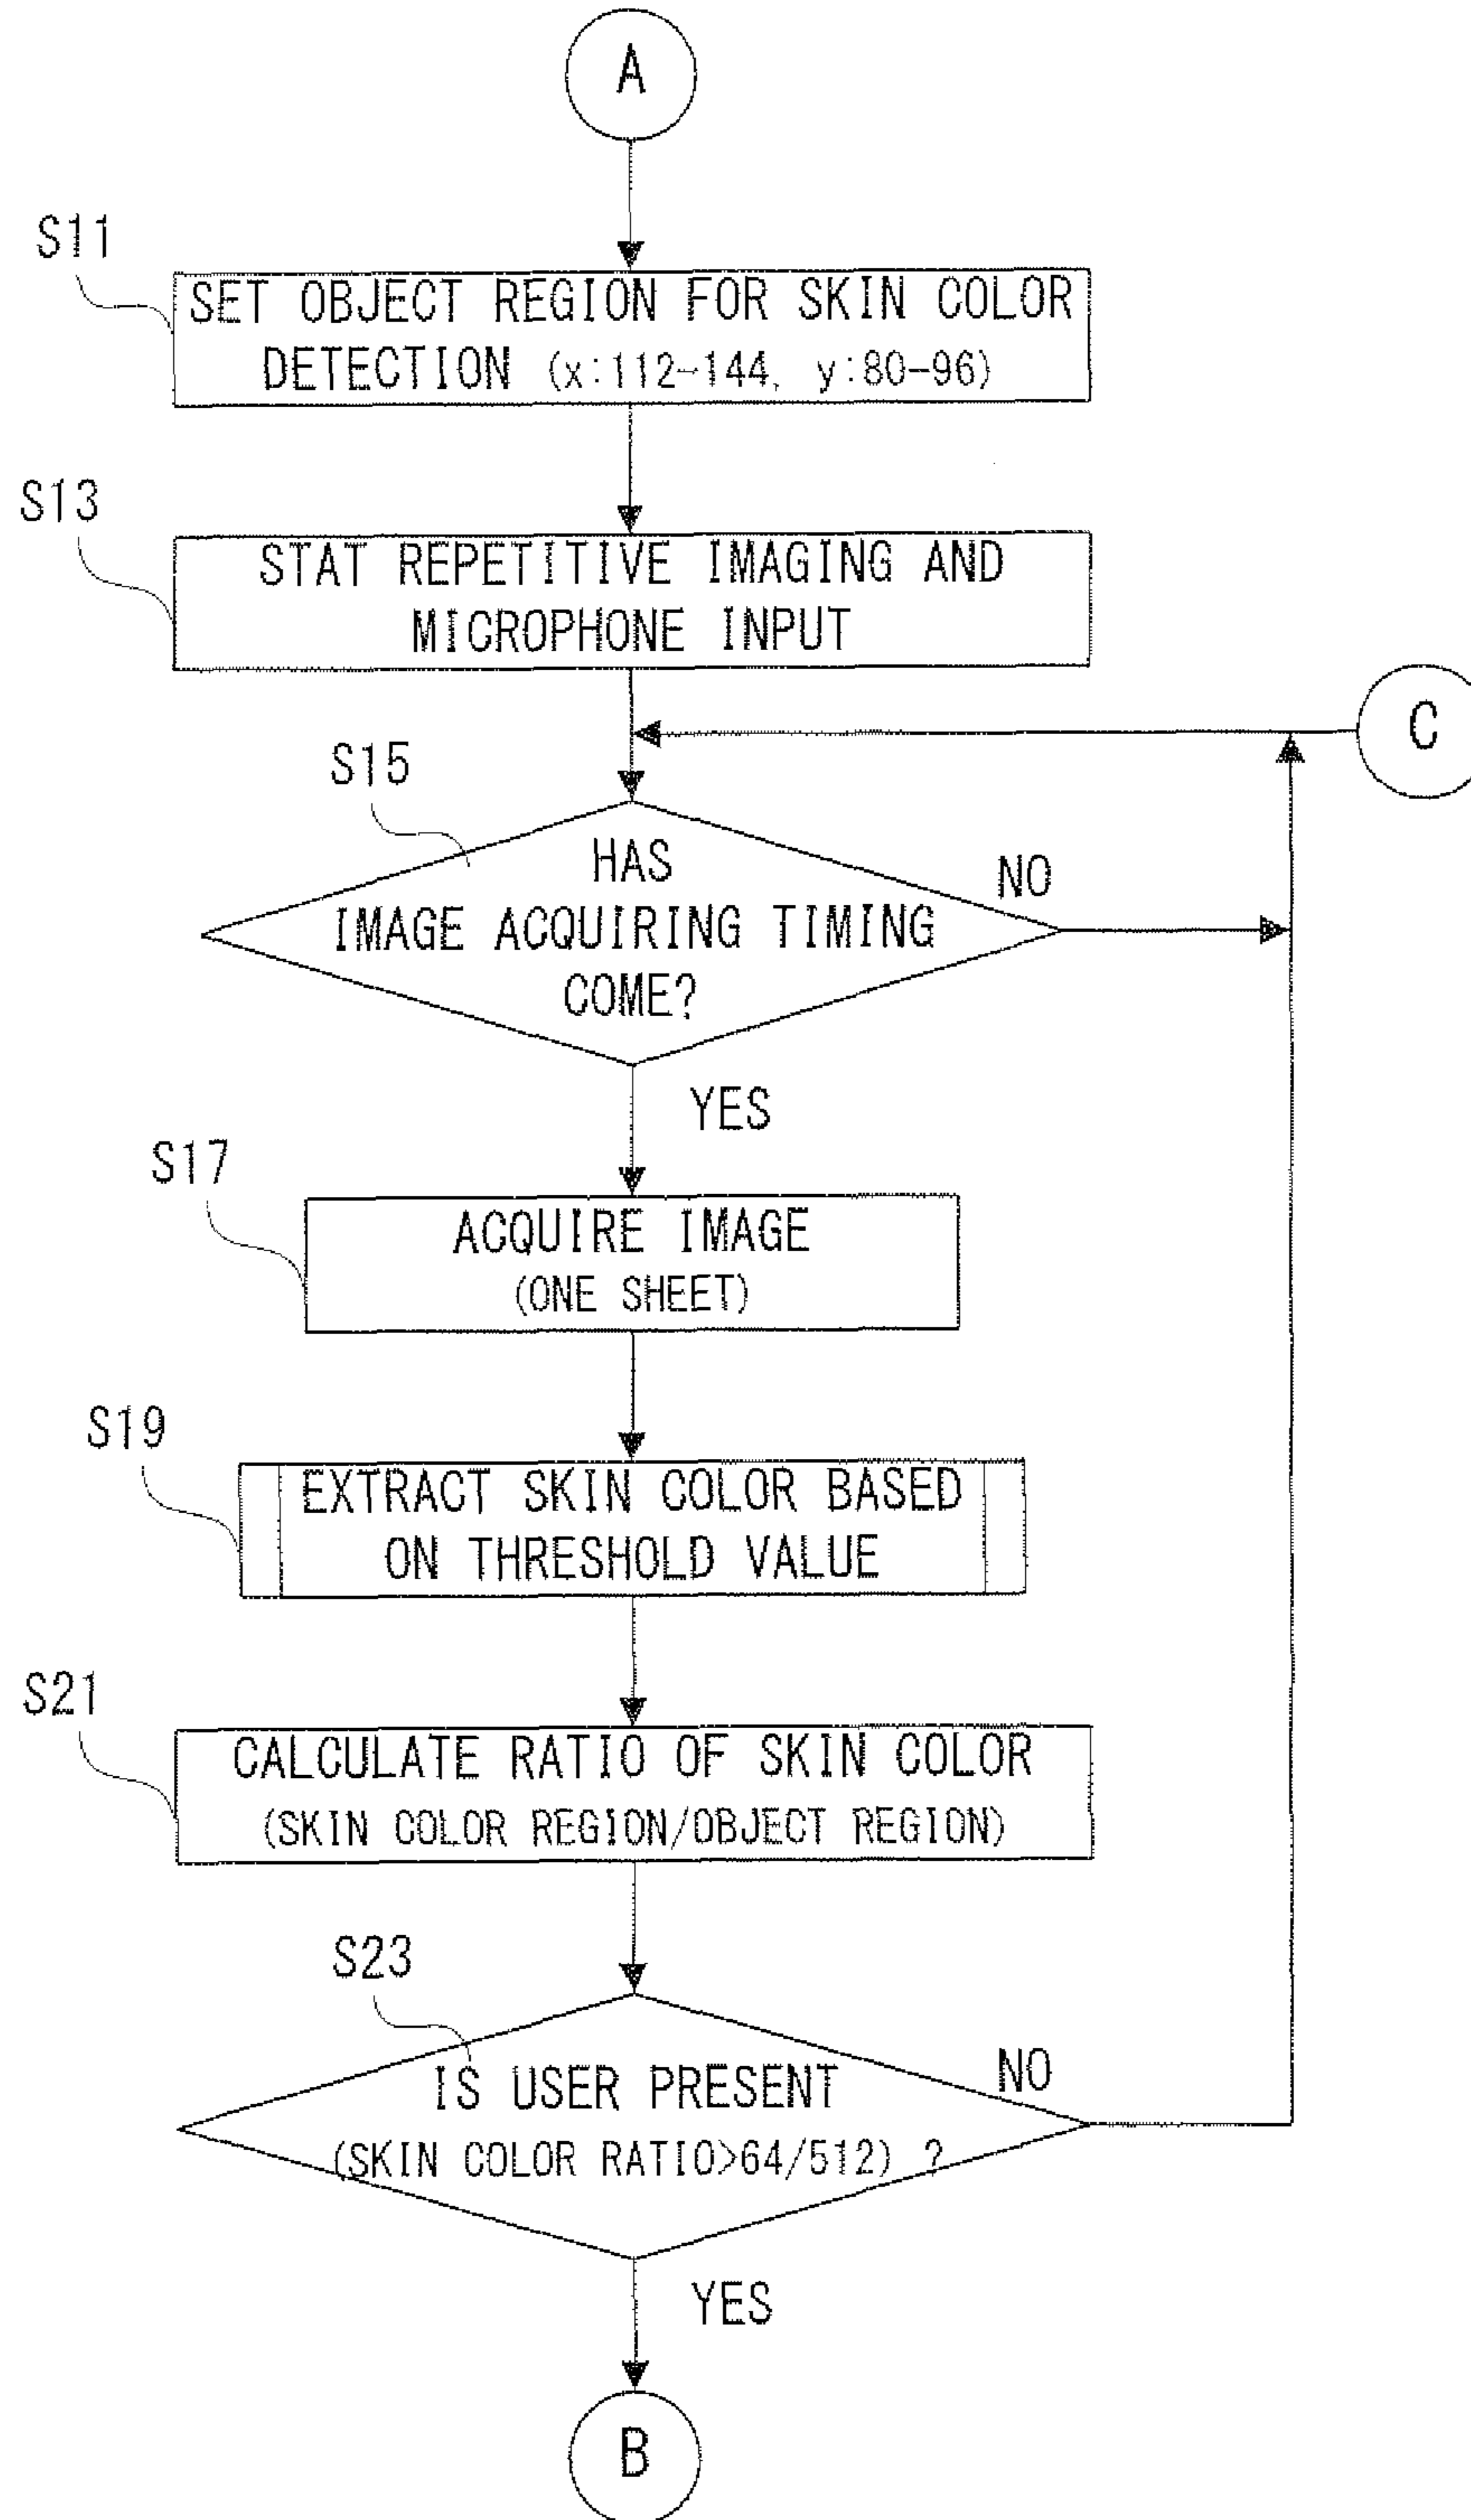 A
S11
SET OBJECT REGION FOR SKIN COLOR
DETECTION (x:112-144, y:80-96)
S13
STAT REPETITIVE IMAGING AND
MICROPHONE INPUT
C
S15
HAS
IMAGE ACQUIRING TIMING
COME?
NO
YES
S17
ACQUIRE IMAGE
(ONE SHEET)
S19
EXTRACT SKIN COLOR BASED
ON THRESHOLD VALUE
S21
CALCULATE RATIO OF SKIN COLOR
(SKIN COLOR REGION/OBJECT REGION)
S23
IS USER PRESENT
(SKIN COLOR RATIO>64/512) ?
NO
YES
B